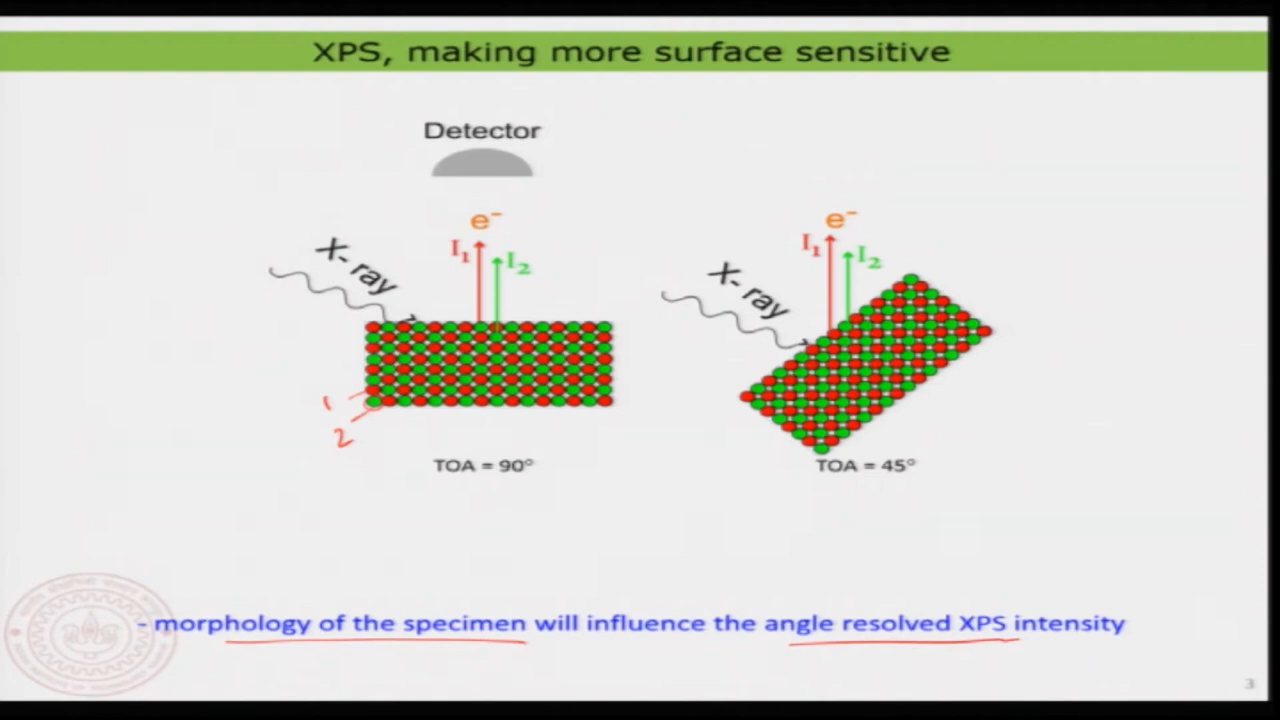 XPS, making more surface sensitive
Detector
e⁻
I₁
I₂
X- ray
1
2
TOA = 90°
e⁻
I₁
I₂
X- ray
TOA = 45°
- morphology of the specimen will influence the angle resolved XPS intensity
3